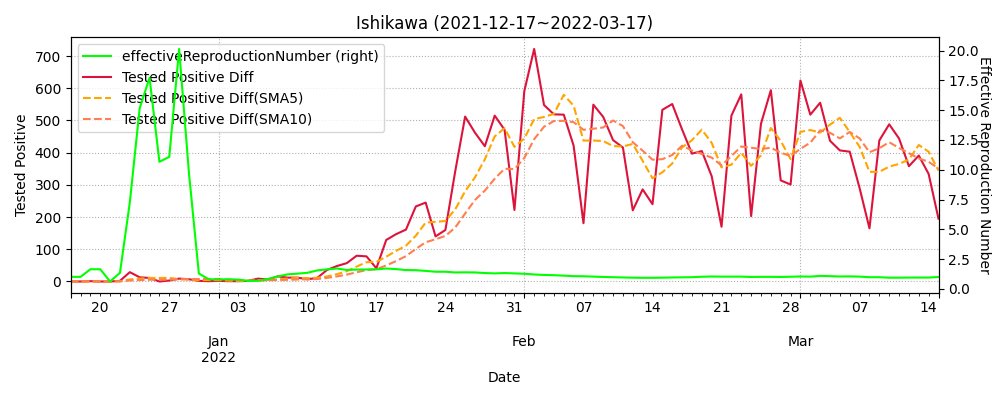 Ishikawa (2021-12-17~2022-03-17)
effectiveReproductionNumber (right)
Tested Positive Diff
Tested Positive Diff(SMA5)
Tested Positive Diff(SMA10)
Tested Positive
700
600
500
400
300
200
100
0
20.0
17.5
15.0
12.5
10.0
7.5
5.0
2.5
0.0
Effective Reproduction Number
20 27 03 10 17 24 31 07 14 21 28 07 14
Jan Feb Mar
2022
Date